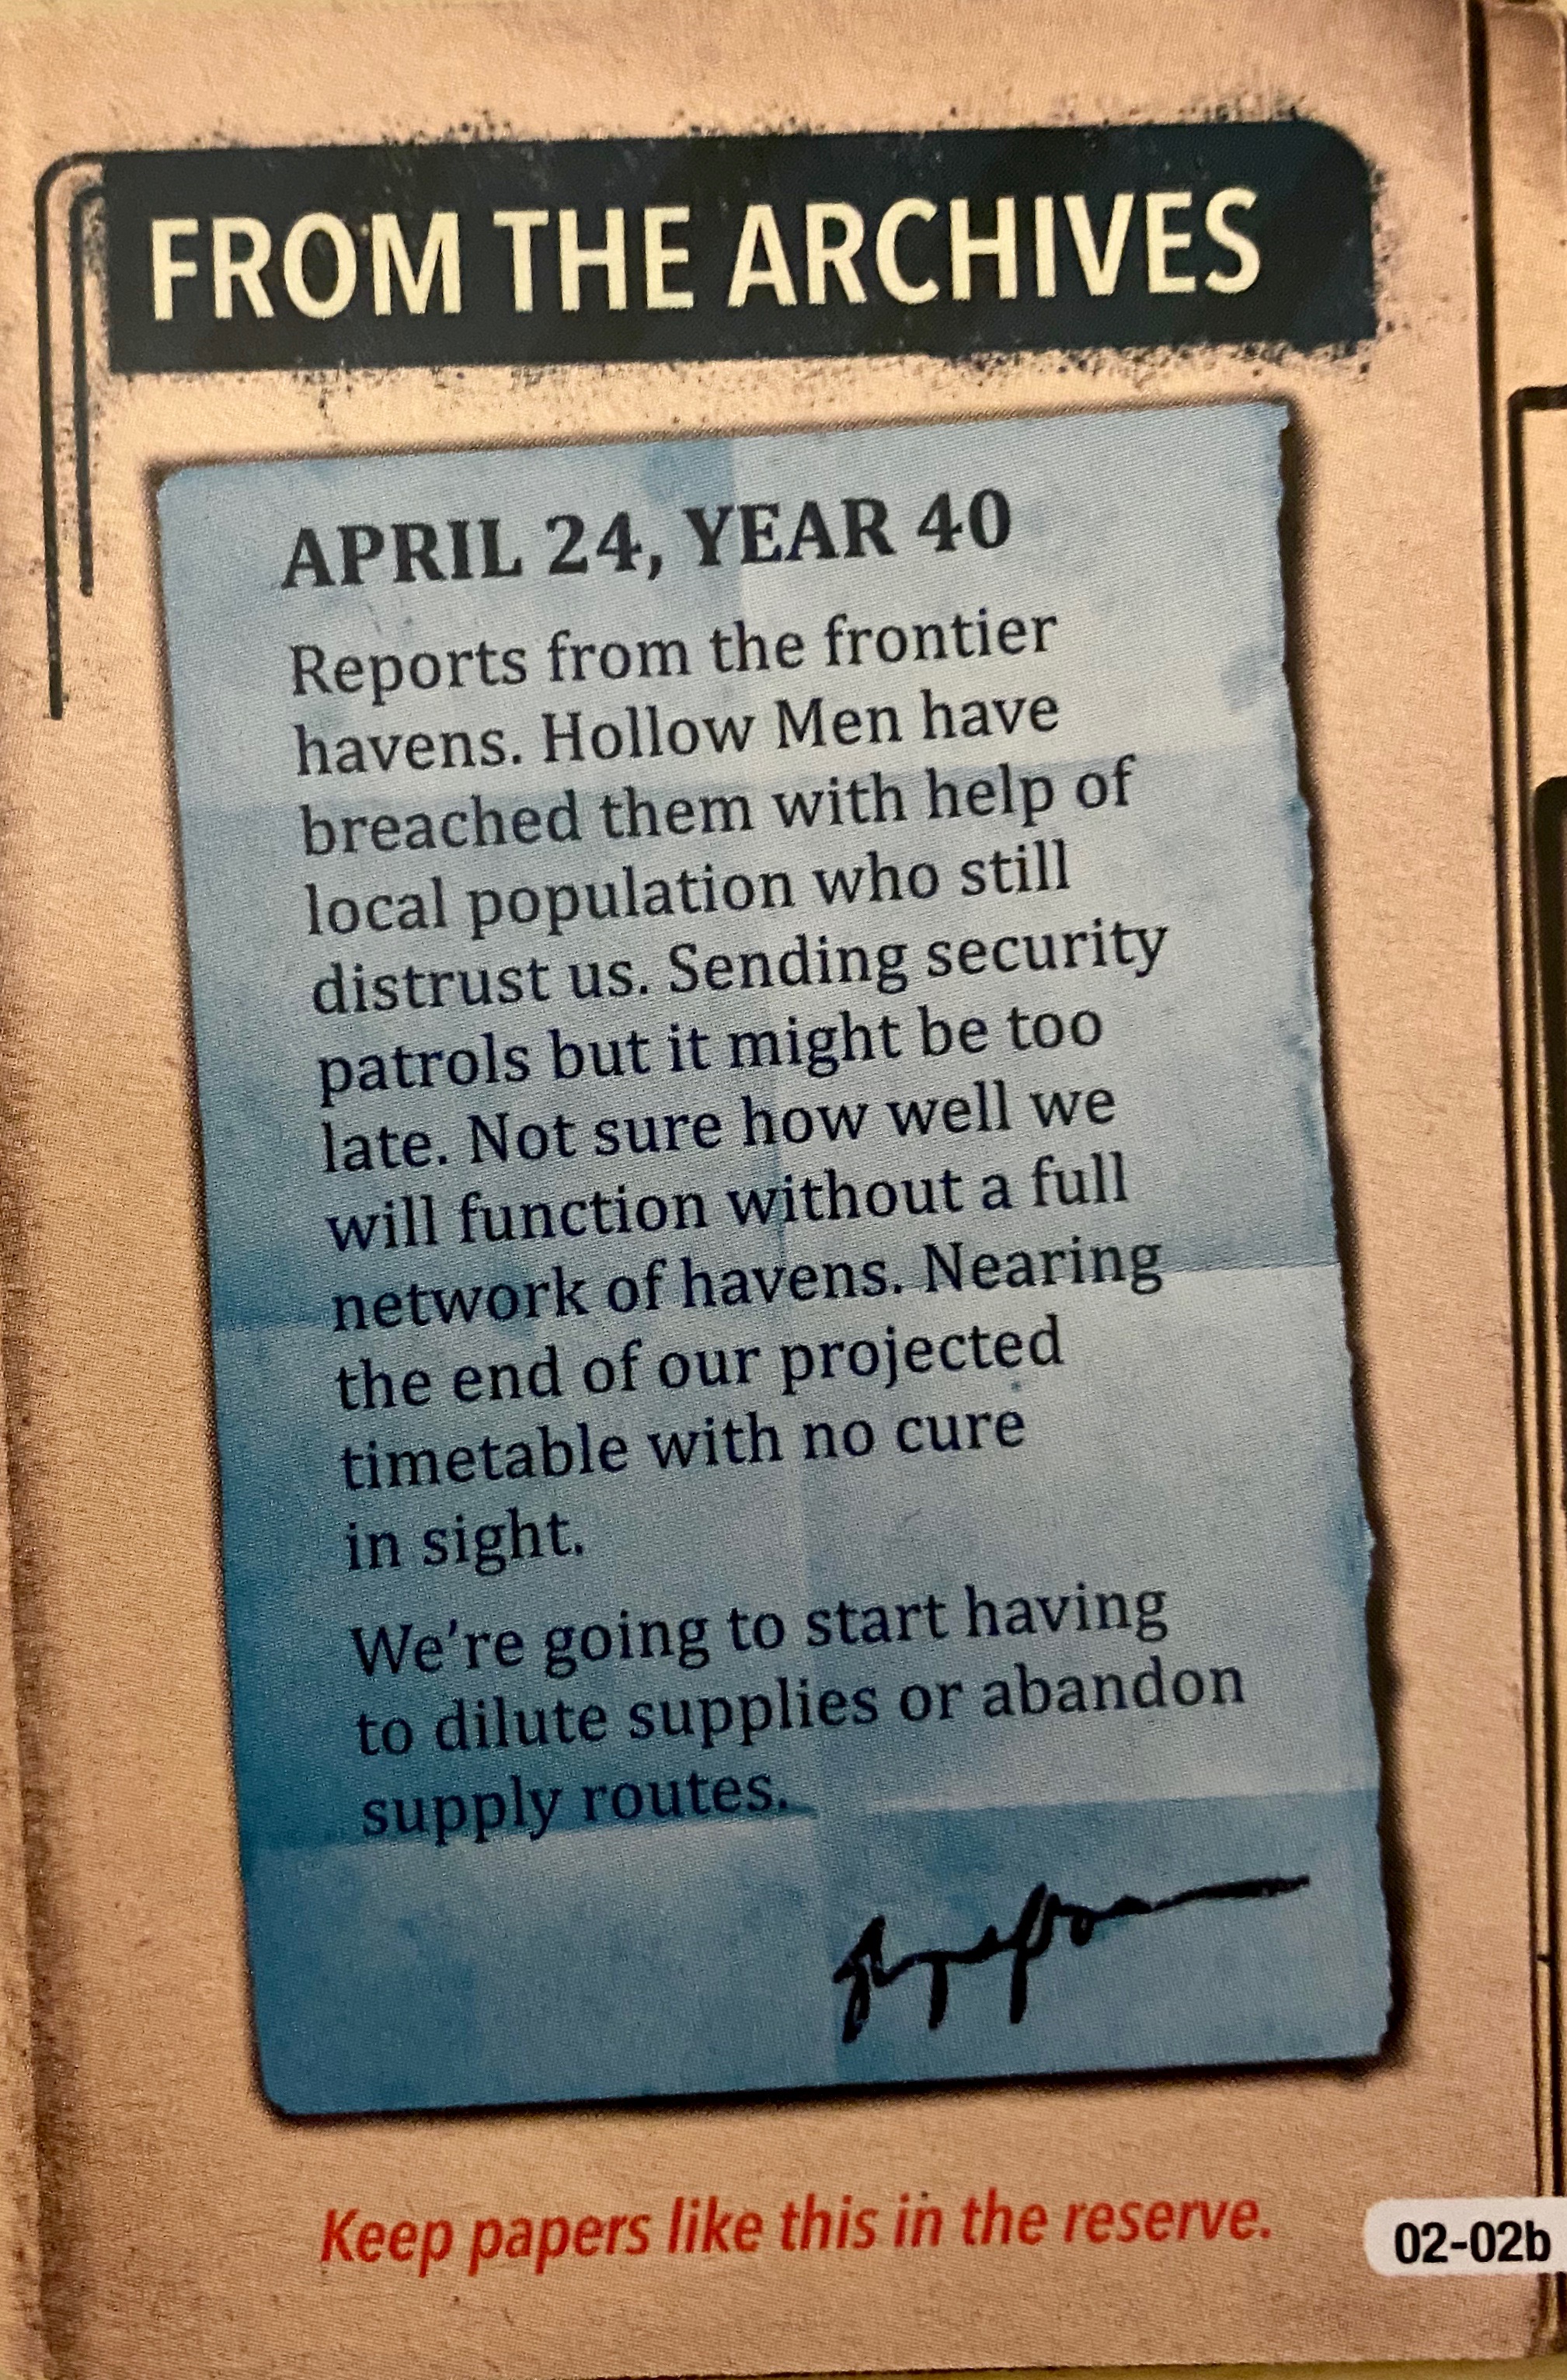 FROM THE ARCHIVES
APRIL 24, YEAR 40
Reports from the frontier
havens. Hollow Men have
breached them with help of
local population who still
distrust us. Sending security
patrols but it might be too
late. Not sure how well we
will function without a full
network of havens. Nearing
the end of our projected
timetable with no cure
in sight.
We're going to start having
to dilute supplies or abandon
supply routes.
Keep papers like this in the reserve.
02-02b